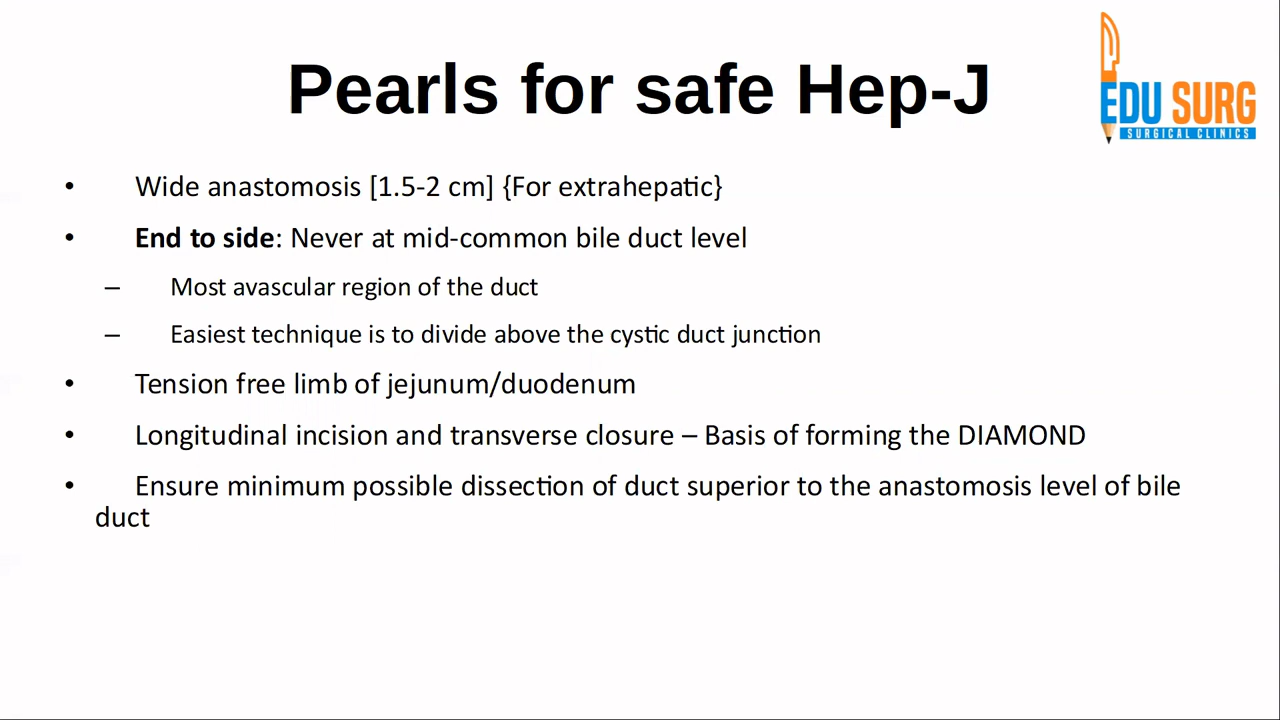 Pearls for safe Hep-J
EDU SURG
SURGICAL CLINICS
• Wide anastomosis [1.5-2 cm] {For extrahepatic}
• End to side: Never at mid-common bile duct level
– Most avascular region of the duct
– Easiest technique is to divide above the cystic duct junction
• Tension free limb of jejunum/duodenum
• Longitudinal incision and transverse closure – Basis of forming the DIAMOND
• Ensure minimum possible dissection of duct superior to the anastomosis level of bile
duct